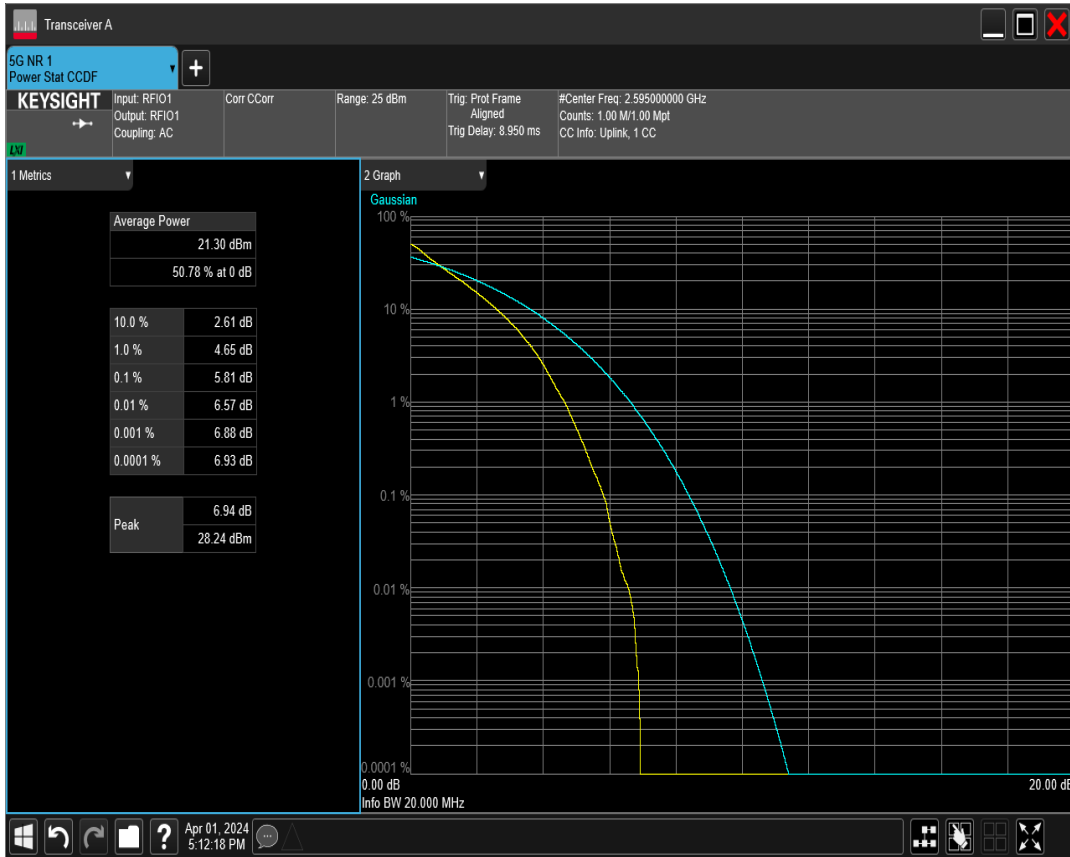 Transceiver A
5G NR 1
Power Stat CCDF
+
KEYSIGHT
LXI
Input: RFIO1
Output: RFIO1
Coupling: AC
Corr CCorr
Range: 25 dBm
Trig: Prot Frame
Aligned
Trig Delay: 8.950 ms
#Center Freq: 2.595000000 GHz
Counts: 1.00 M/1.00 Mpt
CC Info: Uplink, 1 CC
1 Metrics
Average Power
21.30 dBm
50.78 % at 0 dB
10.0 % 2.61 dB
1.0 % 4.65 dB
0.1 % 5.81 dB
0.01 % 6.57 dB
0.001 % 6.88 dB
0.0001 % 6.93 dB
Peak
6.94 dB
28.24 dBm
2 Graph
Gaussian
100 %
10 %
1 %
0.1 %
0.01 %
0.001 %
0.0001 %
0.00 dB 20.00 dB
Info BW 20.000 MHz
?
Apr 01, 2024
5:12:18 PM